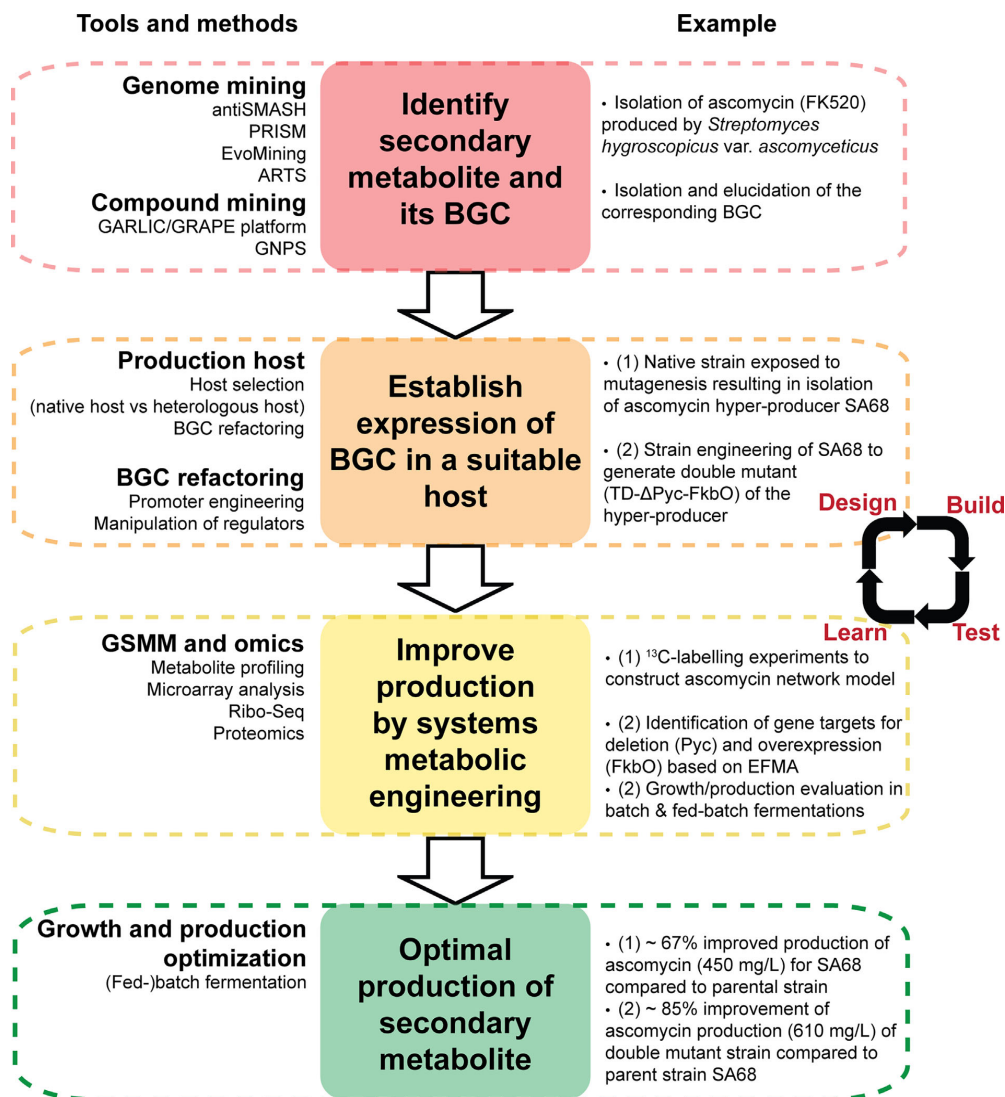 Tools and methods
Example
Genome mining
antiSMASH
PRISM
EvoMining
ARTS
Compound mining
GARLIC/GRAPE platform
GNPS
Identify
secondary
metabolite and
its BGC
• Isolation of ascomycin (FK520)
produced by Streptomyces
hygroscopicus var. ascomyceticus
• Isolation and elucidation of the
corresponding BGC
Production host
Host selection
(native host vs heterologous host)
BGC refactoring
BGC refactoring
Promoter engineering
Manipulation of regulators
Establish
expression of
BGC in a suitable
host
• (1) Native strain exposed to
mutagenesis resulting in isolation
of ascomycin hyper-producer SA68
• (2) Strain engineering of SA68 to
generate double mutant
(TD-ΔPyc-FkbO) of the
hyper-producer
Design
Build
Learn
Test
GSMM and omics
Metabolite profiling
Microarray analysis
Ribo-Seq
Proteomics
Improve
production
by systems
metabolic
engineering
• (1) ¹³C-labelling experiments to
construct ascomycin network model
• (2) Identification of gene targets for
deletion (Pyc) and overexpression
(FkbO) based on EFMA
• (2) Growth/production evaluation in
batch & fed-batch fermentations
Growth and production
optimization
(Fed-)batch fermentation
Optimal
production of
secondary
metabolite
• (1) ~ 67% improved production of
ascomycin (450 mg/L) for SA68
compared to parental strain
• (2) ~ 85% improvement of
ascomycin production (610 mg/L) of
double mutant strain compared to
parent strain SA68